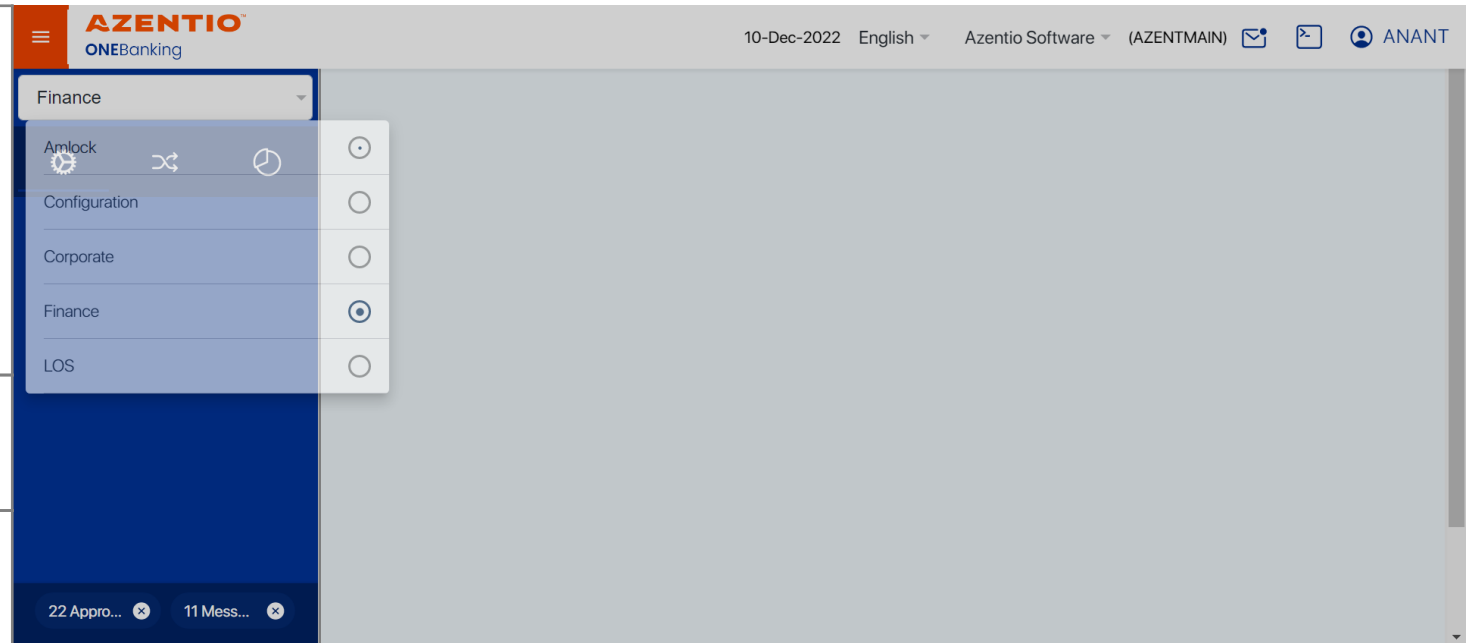 AZENTIO™
ONEBanking
10-Dec-2022 English Azentio Software (AZENTMAIN) ANANT
Finance
Amlock
Configuration
Corporate
Finance
LOS
22 Appro... 11 Mess...